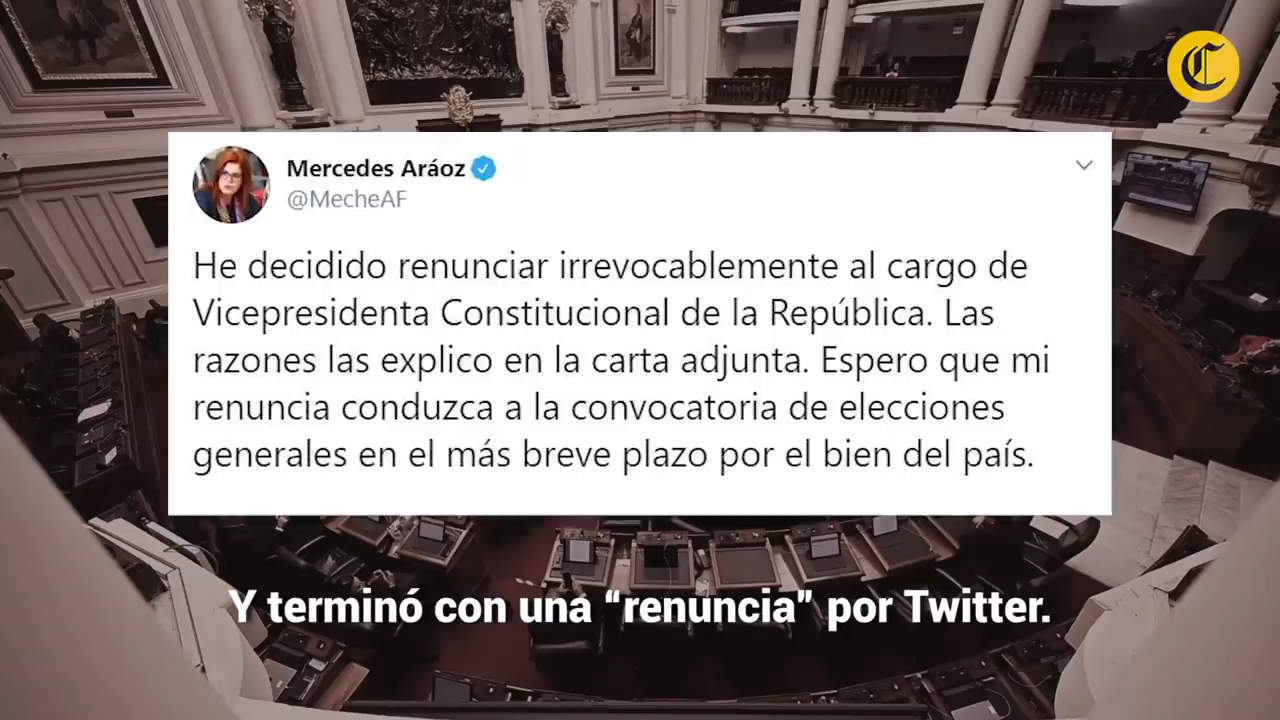 C
Mercedes Aráoz
@MecheAF
He decidido renunciar irrevocablemente al cargo de
Vicepresidenta Constitucional de la República. Las
razones las explico en la carta adjunta. Espero que mi
renuncia conduzca a la convocatoria de elecciones
generales en el más breve plazo por el bien del país.
Y terminó con una “renuncia” por Twitter.